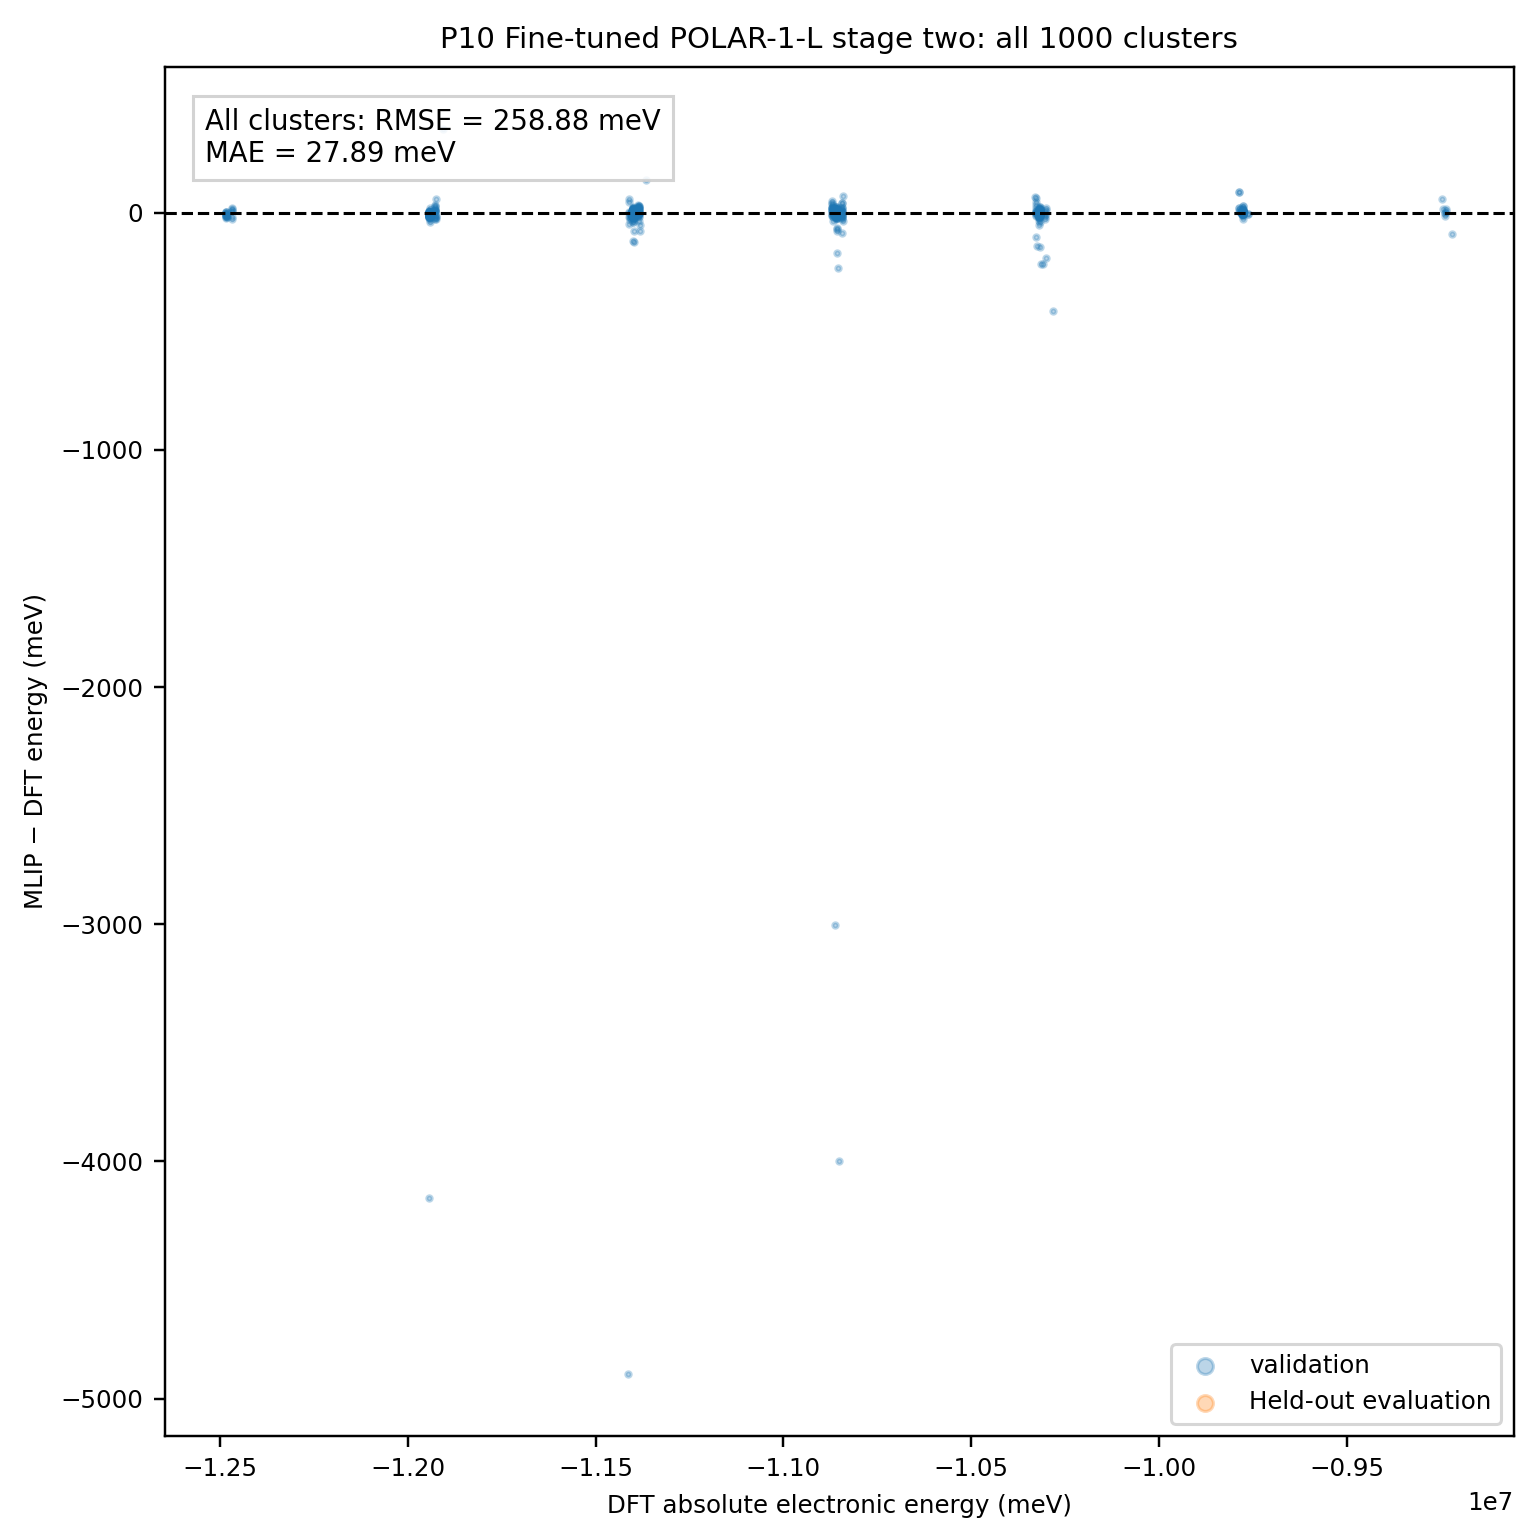 P10 Fine-tuned POLAR-1-L stage two: all 1000 clusters
All clusters: RMSE = 258.88 meV
MAE = 27.89 meV
0
−1000
−2000
−3000
−4000
−5000
MLIP − DFT energy (meV)
validation
Held-out evaluation
−1.25
−1.20
−1.15
−1.10
−1.05
−1.00
−0.95
1e7
DFT absolute electronic energy (meV)